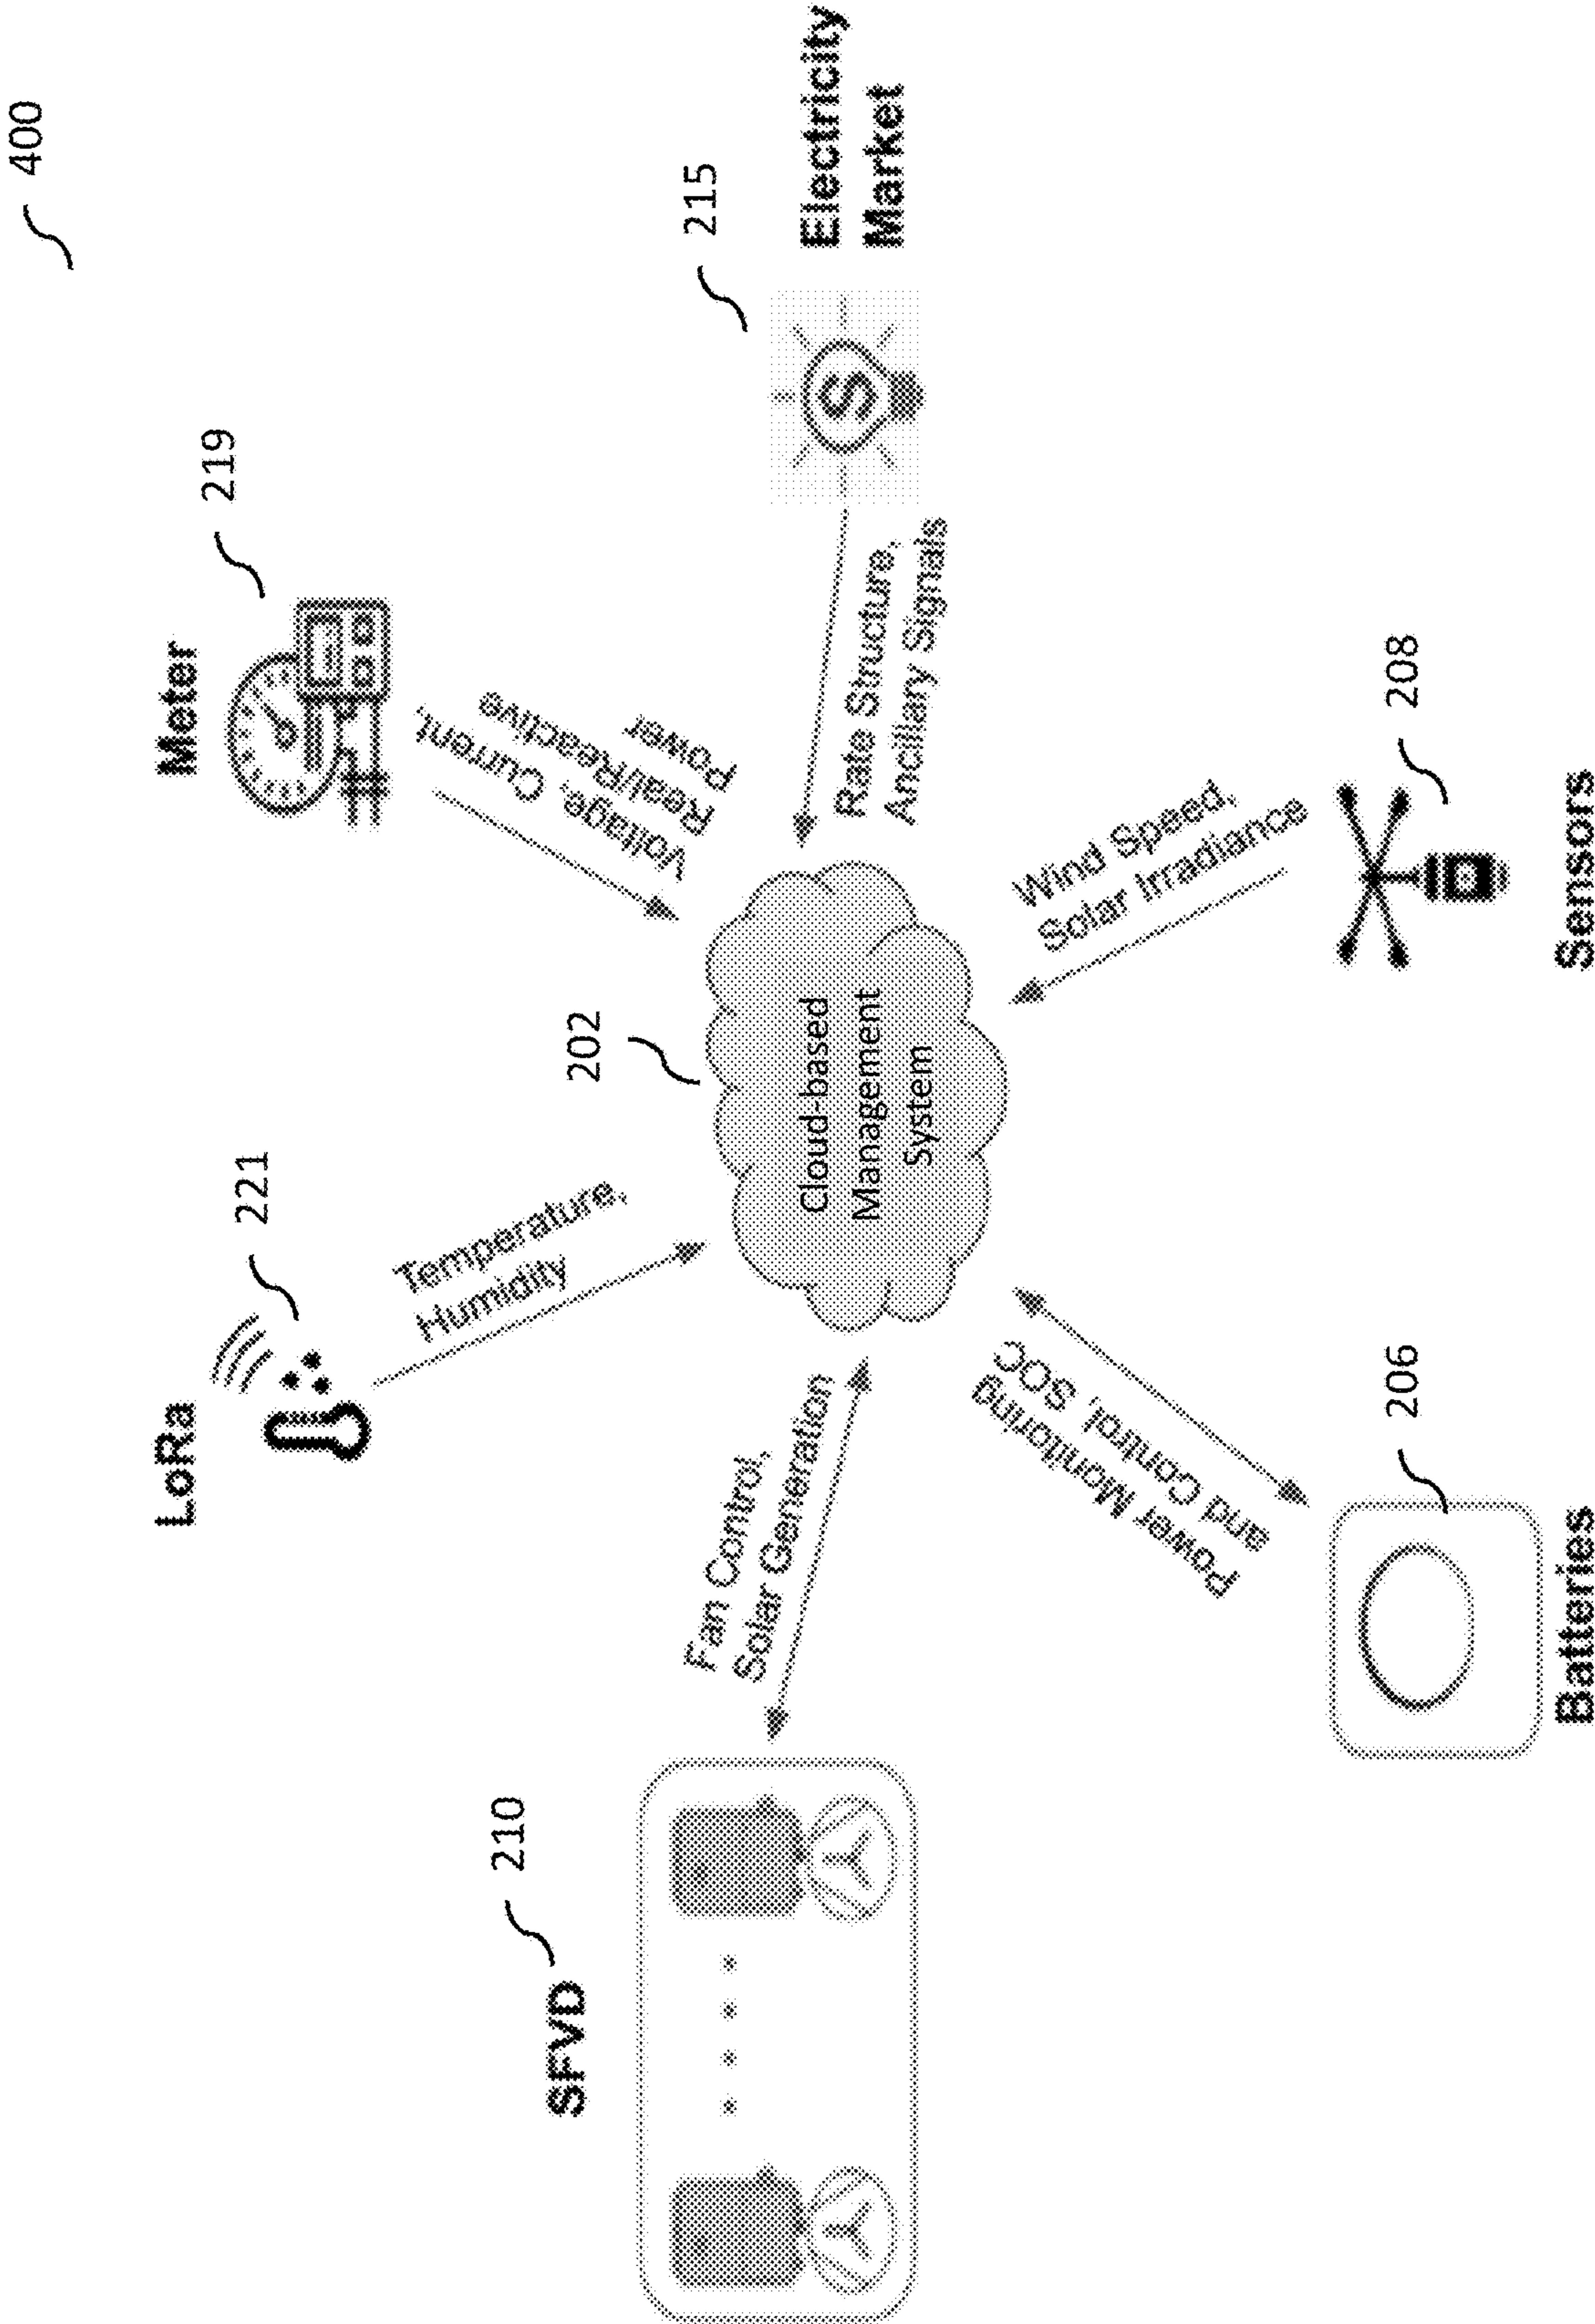 400
LoRa
221
Meter
219
Temperature,
Humidity
Voltage, Current,
Real/Reactive
Power
SFVD
210
Fan Control,
Solar Generation
202
Cloud-based
Management
System
215
S
Electricity
Market
Rate Structure,
Ancillary Signals
Power Monitoring
and Control, SOC
Wind Speed,
Solar Irradiance
206
Batteries
208
Sensors